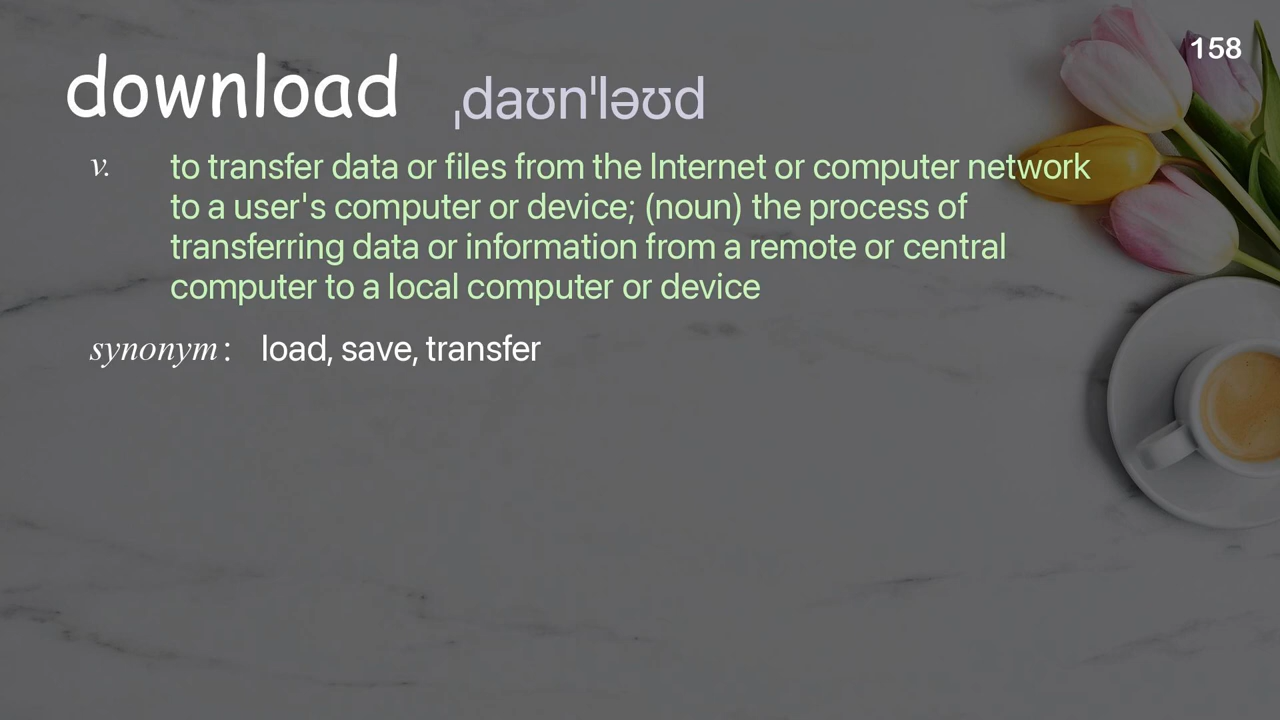 158
download ˌdaʊnˈləʊd
v. to transfer data or files from the Internet or computer network
to a user's computer or device; (noun) the process of
transferring data or information from a remote or central
computer to a local computer or device
synonym: load, save, transfer